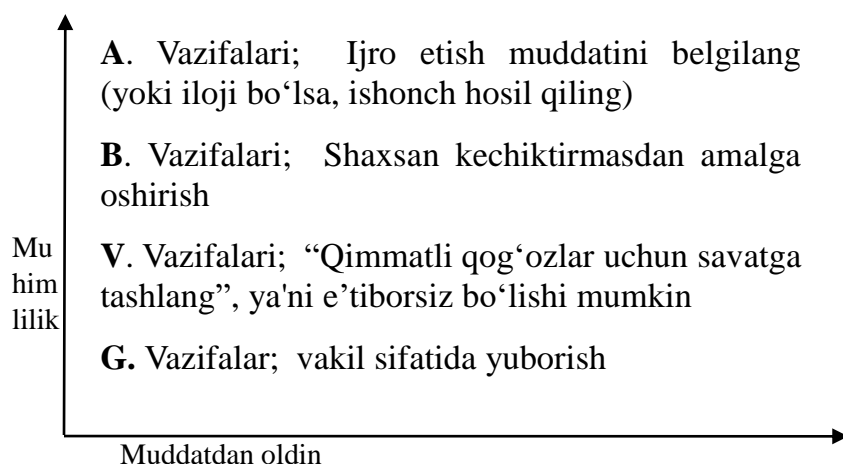 A. Vazifalari; Ijro etish muddatini belgilang
(yoki iloji bo‘lsa, ishonch hosil qiling)
B. Vazifalari; Shaxsan kechiktirmasdan amalga
oshirish
V. Vazifalari; “Qimmatli qog‘ozlar uchun savatga
tashlang”, ya'ni e’tiborsiz bo‘lishi mumkin
G. Vazifalar; vakil sifatida yuborish
Mu
him
lilik
Muddatdan oldin